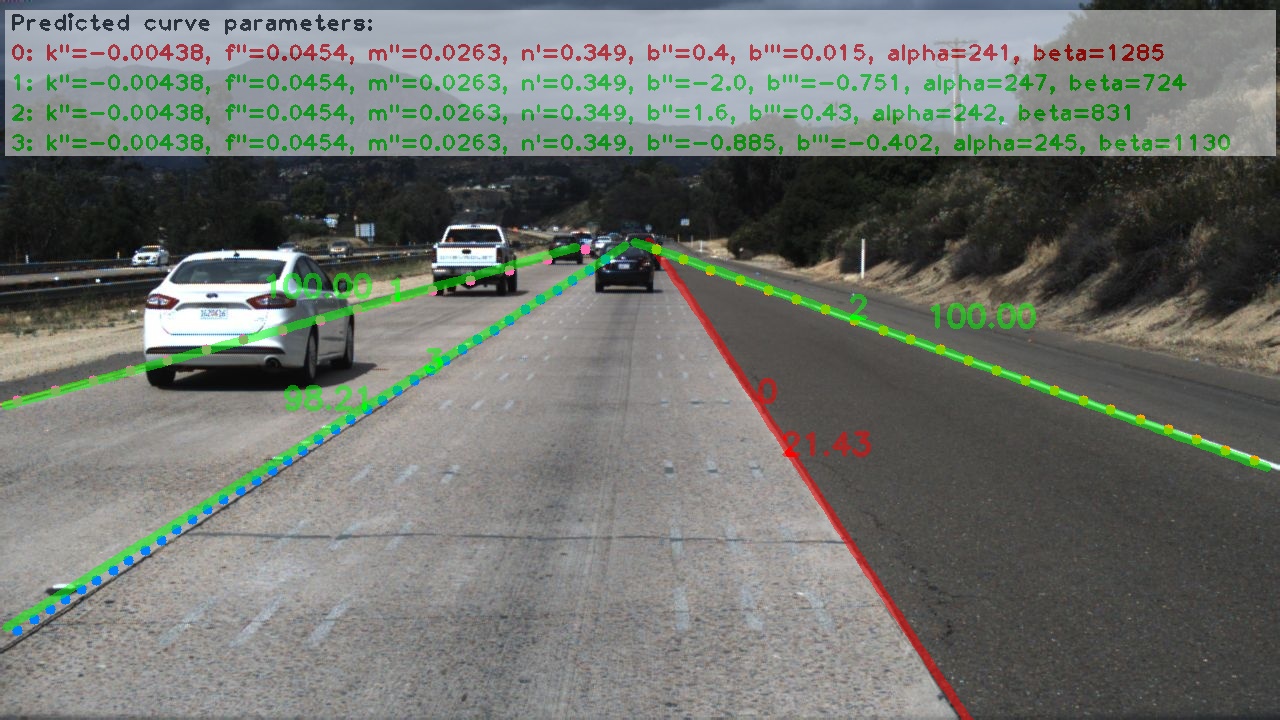 Predicted curve parameters:
0: k''=-0.00438, f''=0.0454, m''=0.0263, n'=0.349, b''=0.4, b'''=0.015, alpha=241, beta=1285
1: k''=-0.00438, f''=0.0454, m''=0.0263, n'=0.349, b''=-2.0, b'''=-0.751, alpha=247, beta=724
2: k''=-0.00438, f''=0.0454, m''=0.0263, n'=0.349, b''=1.6, b'''=0.43, alpha=242, beta=831
3: k''=-0.00438, f''=0.0454, m''=0.0263, n'=0.349, b''=-0.885, b'''=-0.402, alpha=245, beta=1130
CHEVROLET
100.00 1
2 100.00
3
98.21
0
21.43